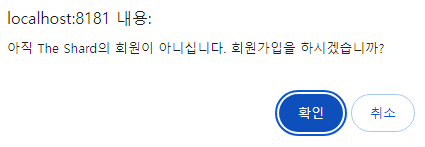 localhost:8181 내용:
아직 The Shard의 회원이 아니십니다. 회원가입을 하시겠습니까?
확인
취소